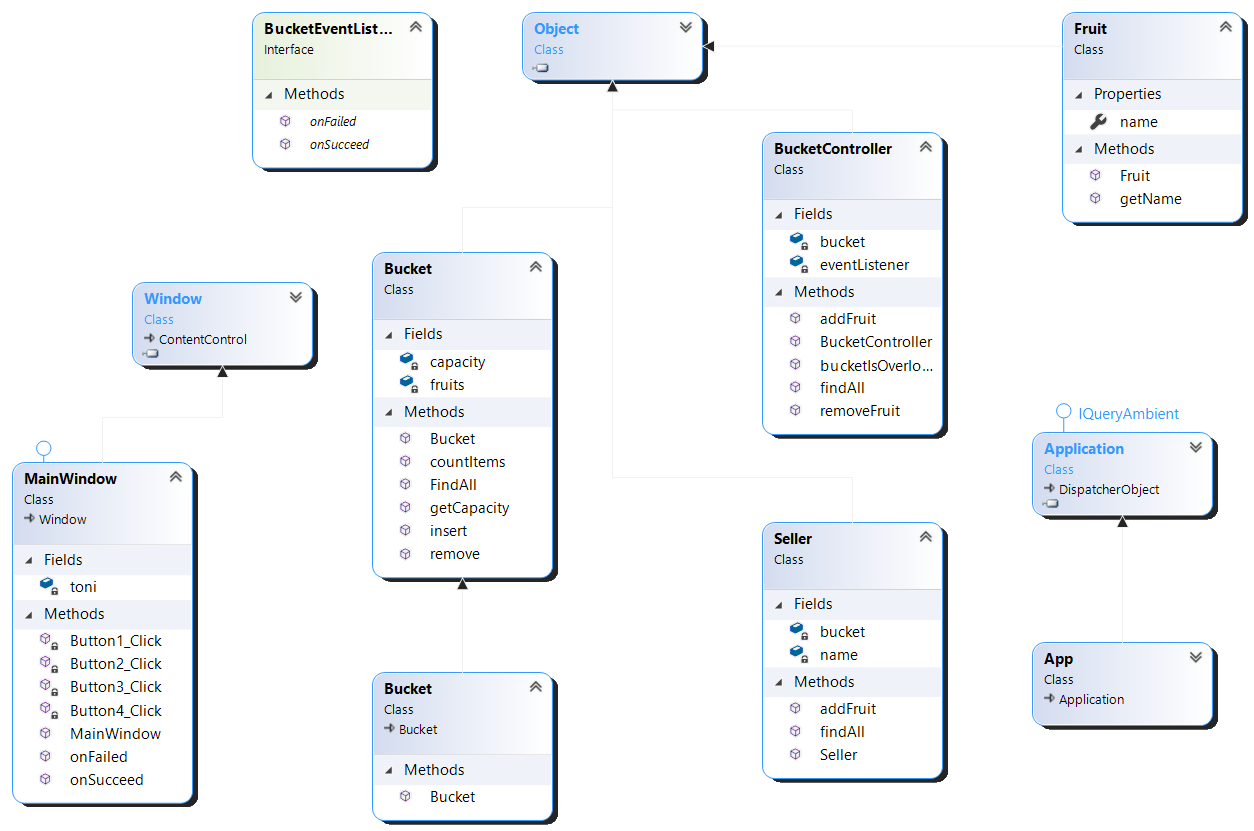 BucketEventList...
Interface
Methods
onFailed
onSucceed
Object
Class
Fruit
Class
Properties
name
Methods
Fruit
getName
BucketController
Class
Fields
bucket
eventListener
Methods
addFruit
BucketController
bucketIsOverlo...
findAll
removeFruit
Bucket
Class
Fields
capacity
fruits
Methods
Bucket
countItems
FindAll
getCapacity
insert
remove
Window
Class
ContentControl
MainWindow
Class
Window
Fields
toni
Methods
Button1_Click
Button2_Click
Button3_Click
Button4_Click
MainWindow
onFailed
onSucceed
IQueryAmbient
Application
Class
DispatcherObject
Seller
Class
Fields
bucket
name
Methods
addFruit
findAll
Seller
App
Class
Application
Bucket
Class
Bucket
Methods
Bucket